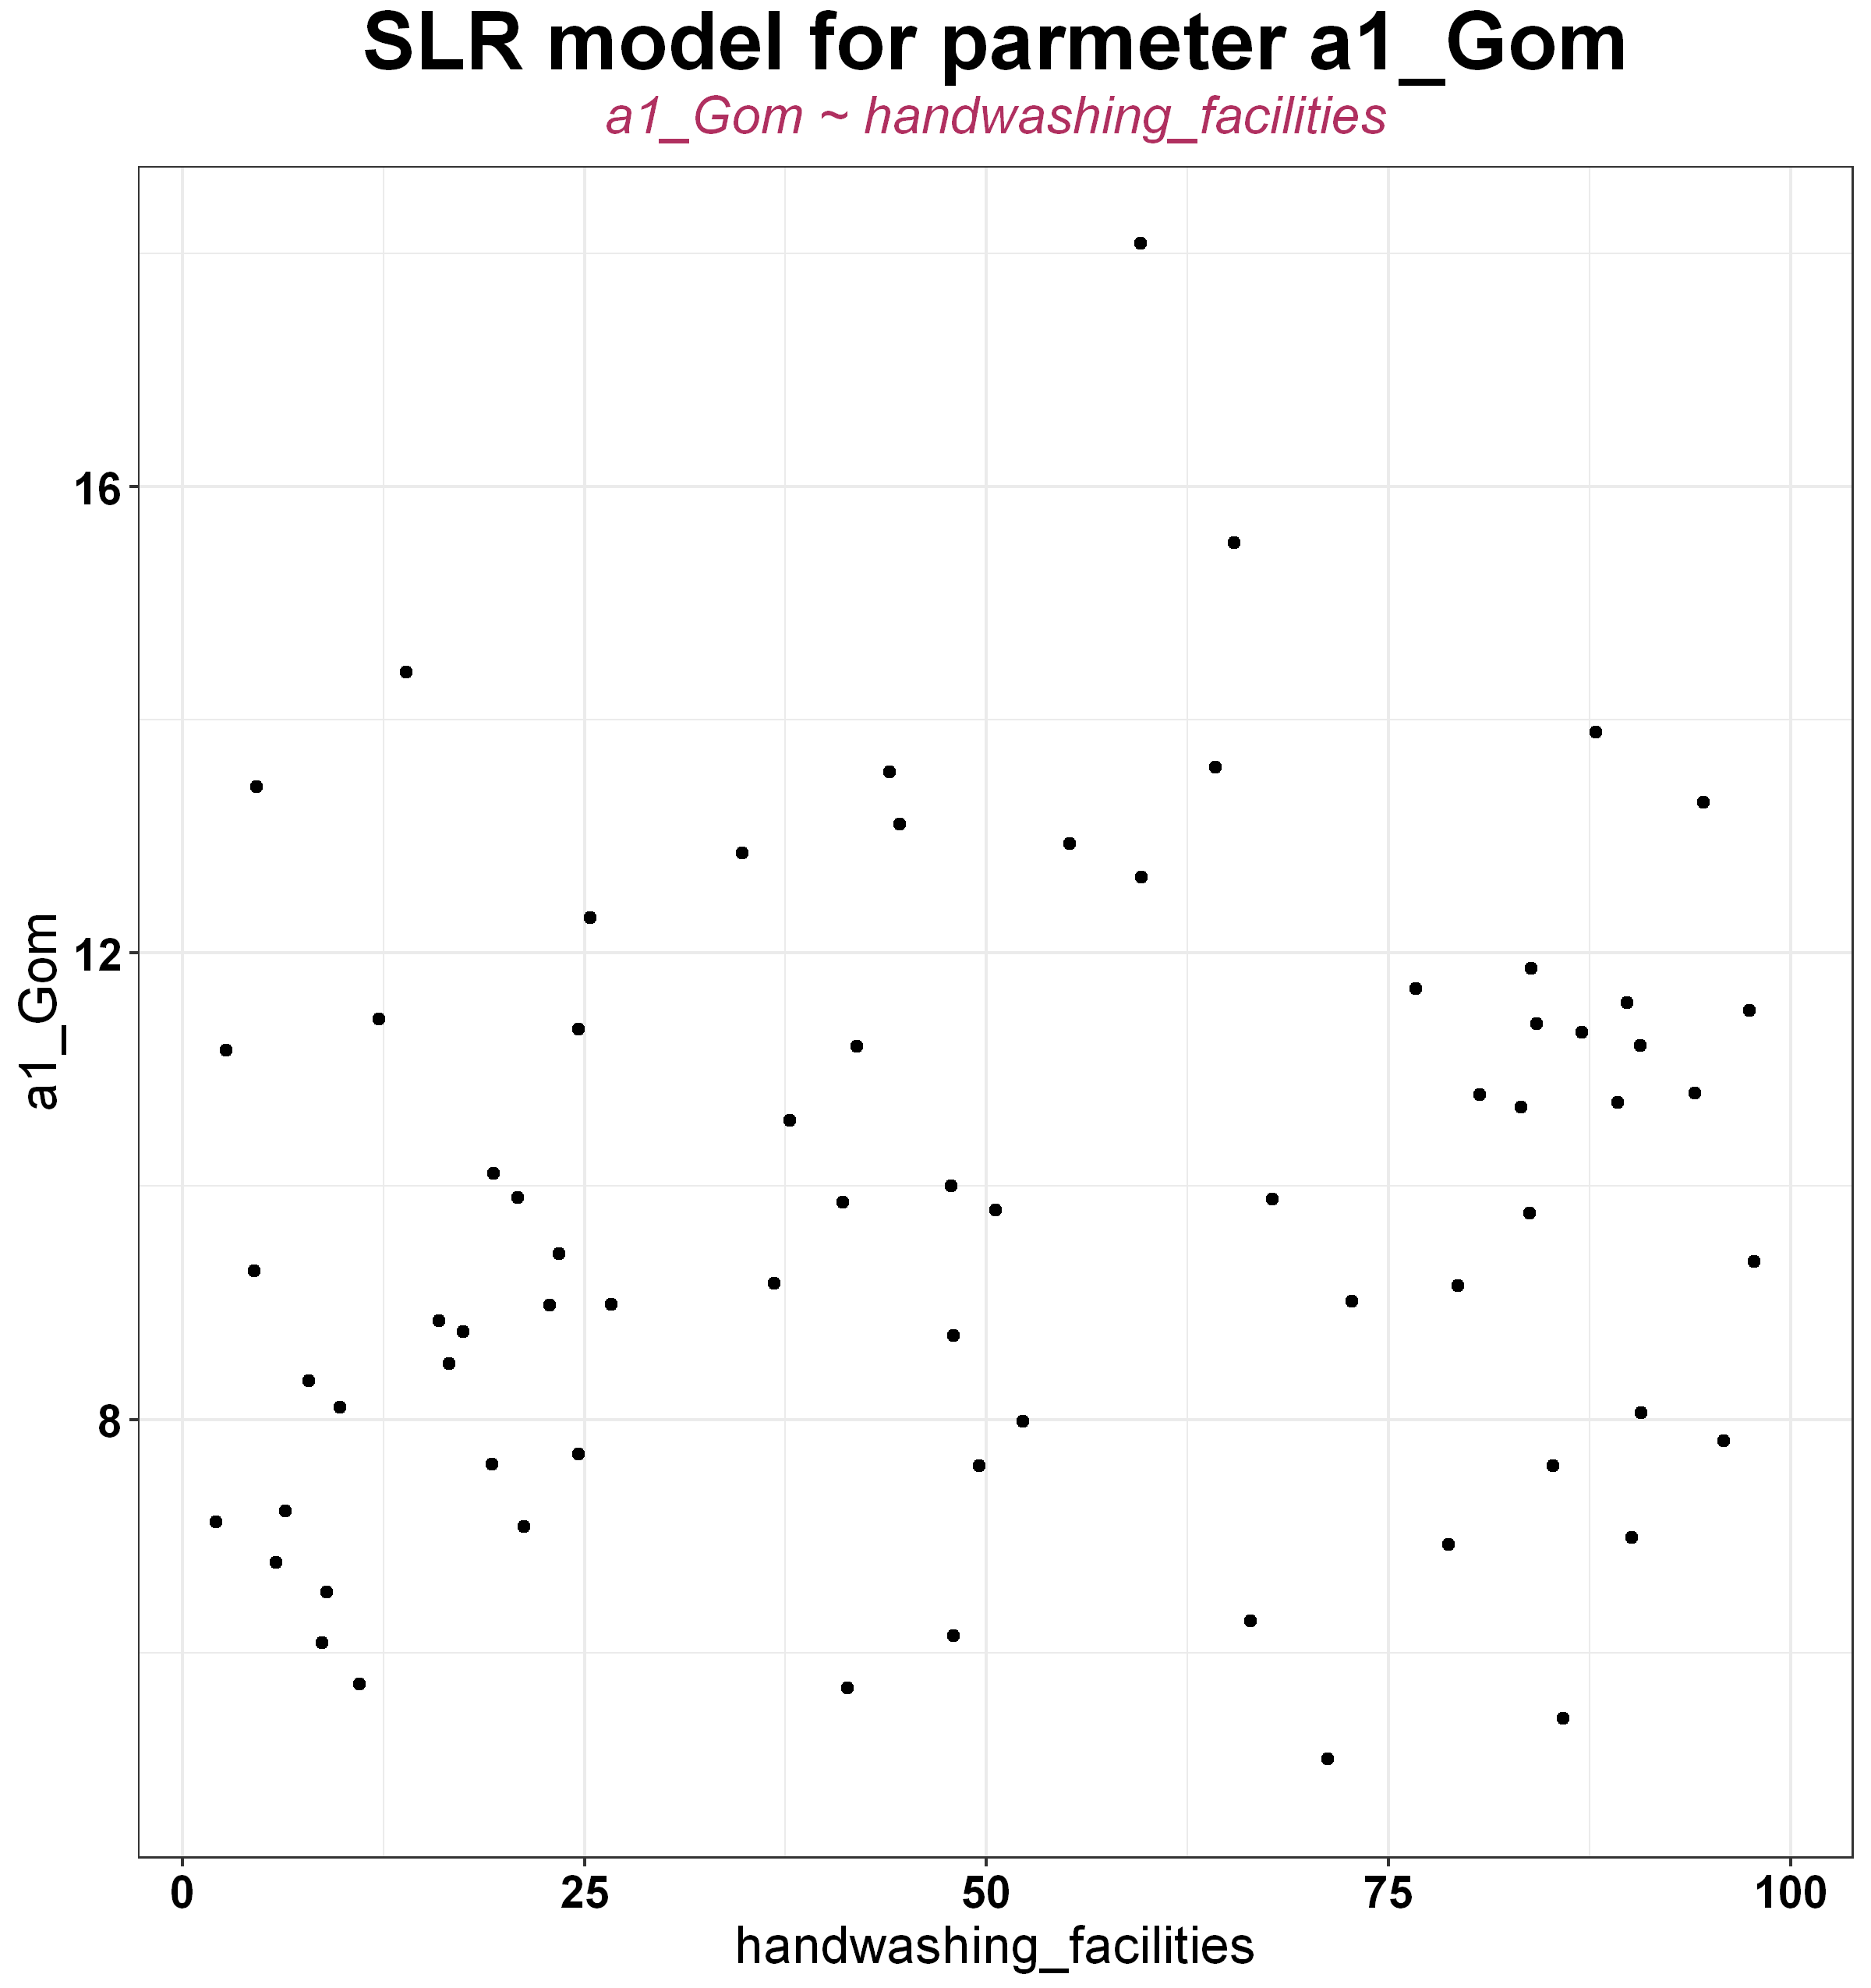 SLR model for parmeter a1_Gom
a1_Gom ~ handwashing_facilities
16
12
8
a1_Gom
0 25 50 75 100
handwashing_facilities